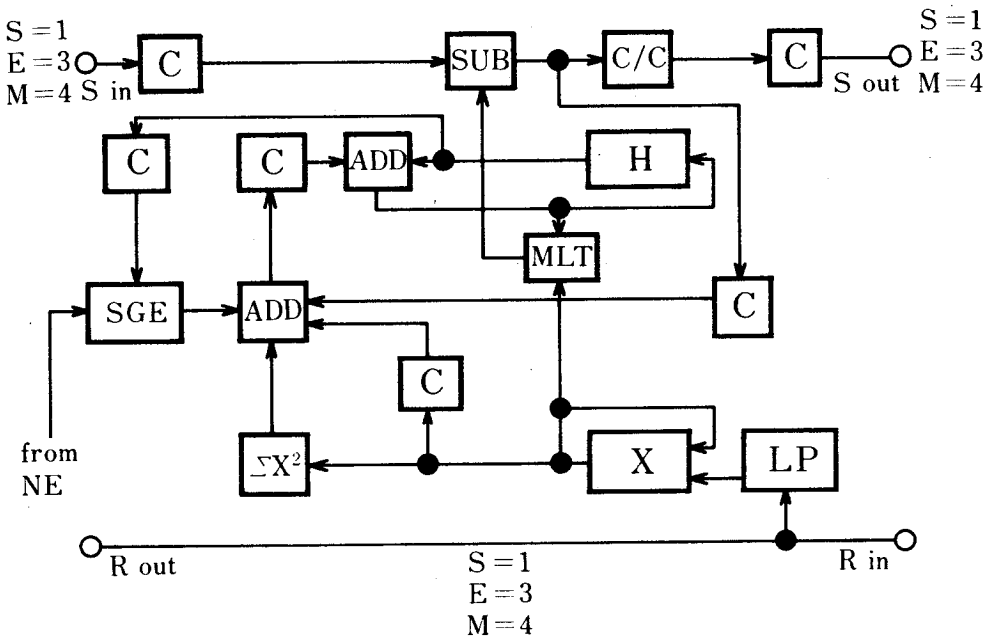 S=1
E=3
M=4 S in
C
SUB
C/C
C
S out
S=1
E=3
M=4
C
C
ADD
H
MLT
SGE
ADD
C
C
from
NE
ΣX²
X
LP
R out
S=1
E=3
M=4
R in